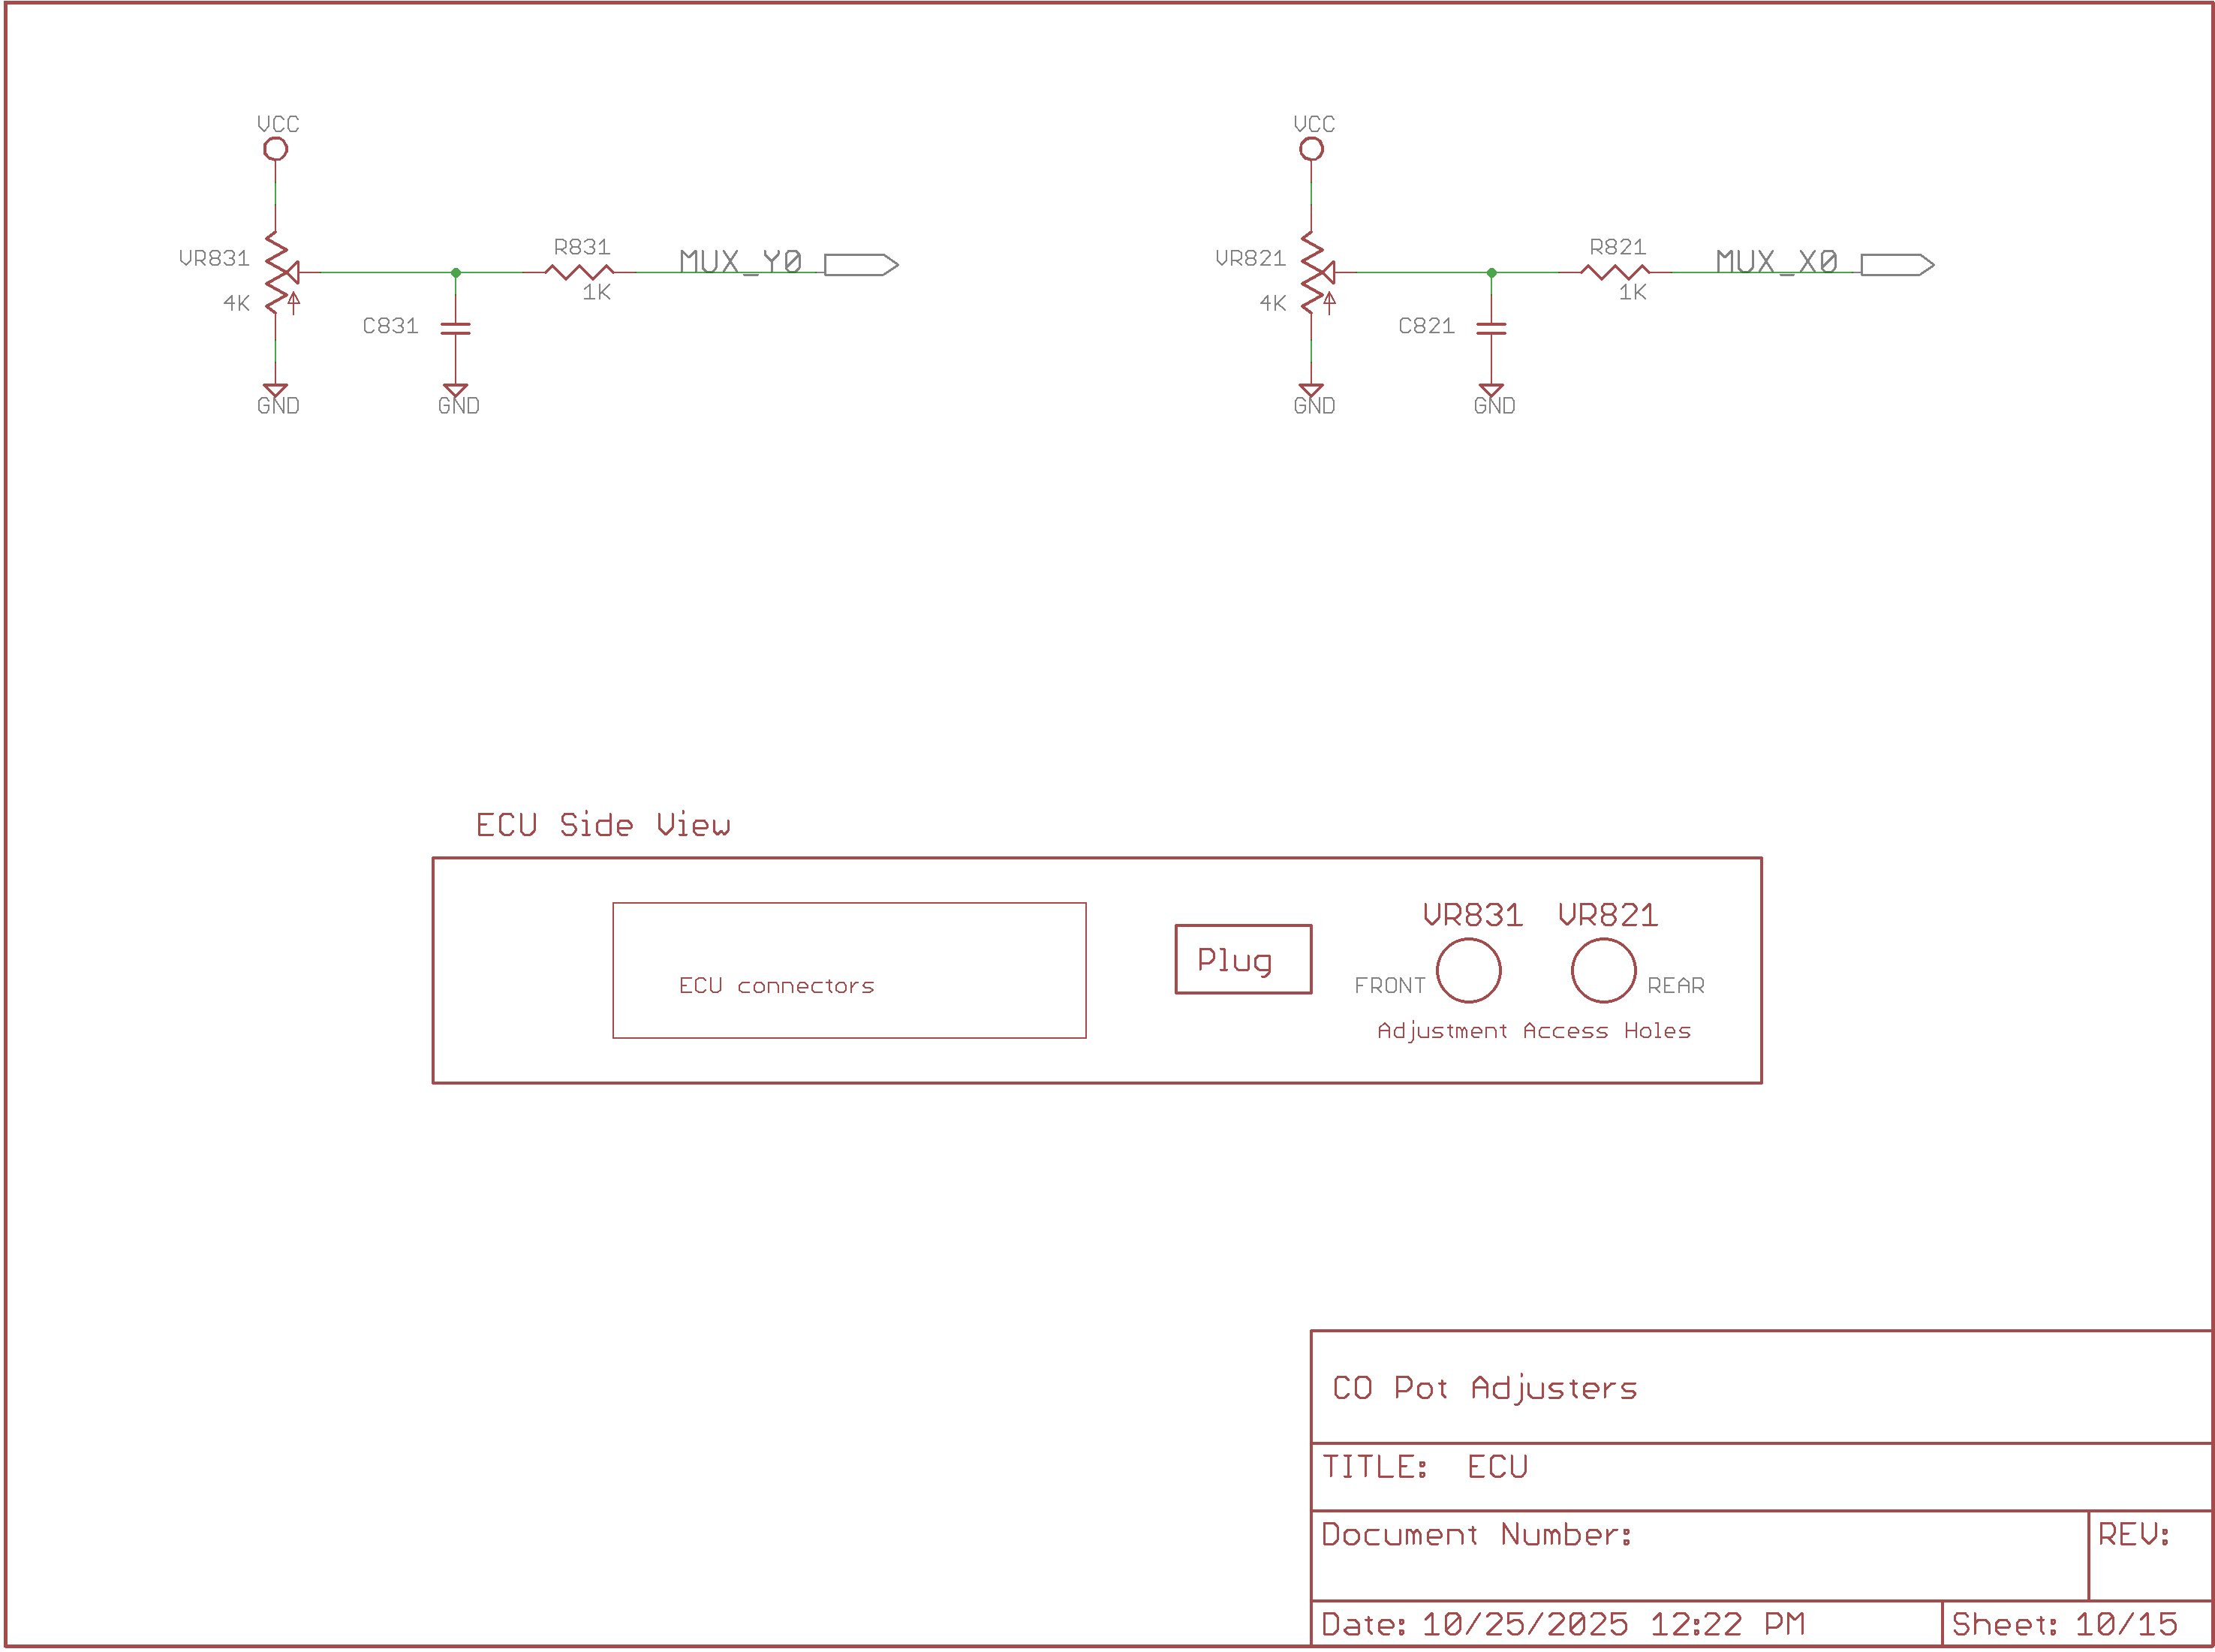 VCC
VR831
4K
R831
1K
MUX_Y0
C831
GND
GND
VCC
VR821
4K
R821
1K
MUX_X0
C821
GND
GND
ECU Side View
ECU connectors
Plug
VR831
VR821
FRONT
REAR
Adjustment Access Holes
CO Pot Adjusters
TITLE: ECU
Document Number:
REV:
Date: 10/25/2025 12:22 PM
Sheet: 10/15